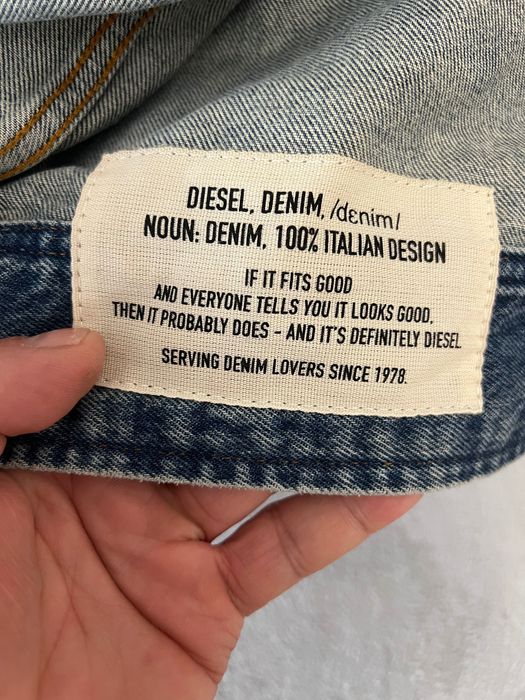 DIESEL, DENIM, /dɛnim/
NOUN: DENIM, 100% ITALIAN DESIGN
IF IT FITS GOOD
AND EVERYONE TELLS YOU IT LOOKS GOOD,
THEN IT PROBABLY DOES - AND IT'S DEFINITELY DIESEL.
SERVING DENIM LOVERS SINCE 1978.